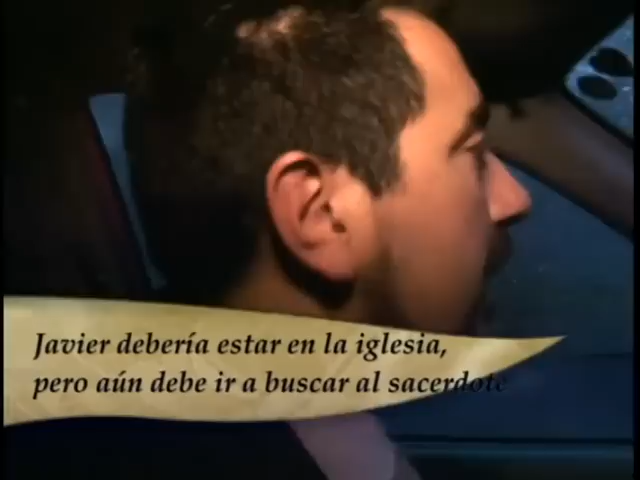 Javier debería estar en la iglesia,
pero aún debe ir a buscar al sacerdote